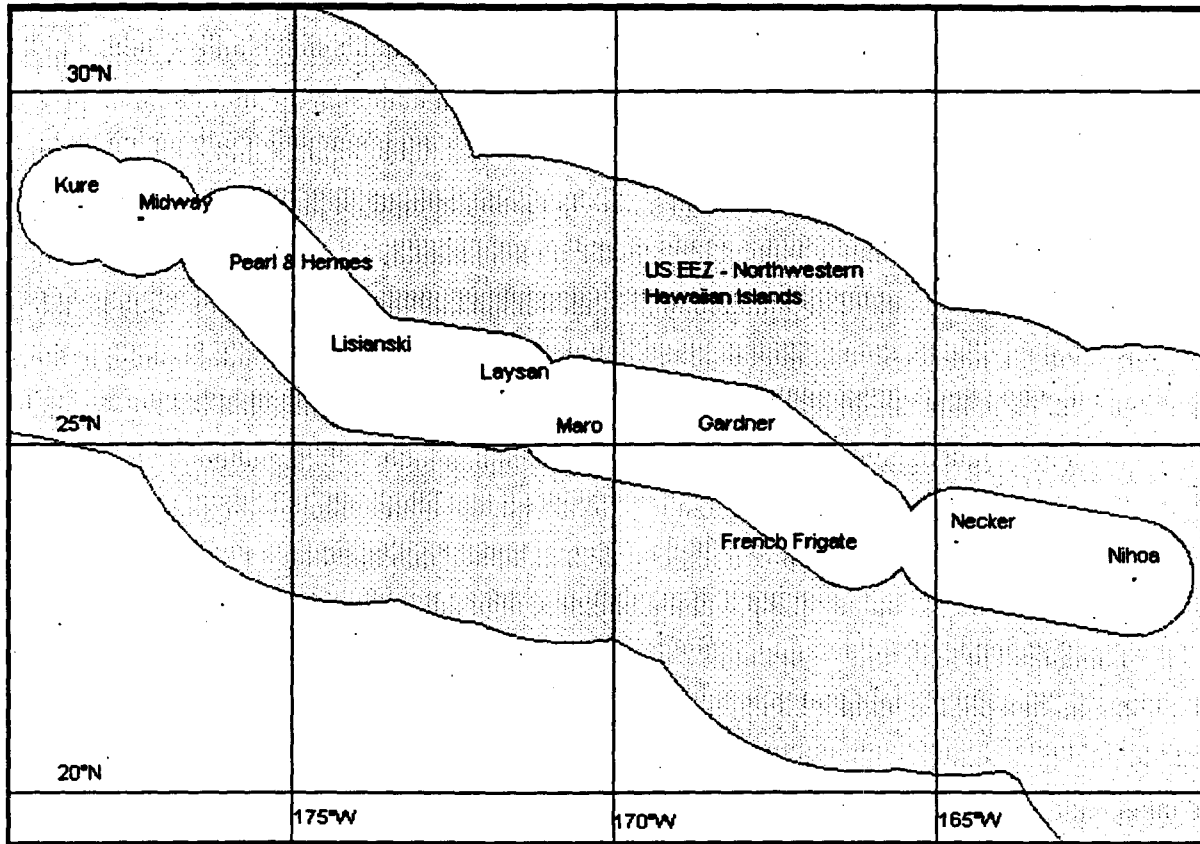 30°N
Kure
Midway
Pearl & Hermes
US EEZ - Northwestern
Hawaiian Islands
Lisianski
Laysan
25°N
Maro
Gardner
Necker
French Frigate
Nihoa
20°N
175°W
170°W
165°W